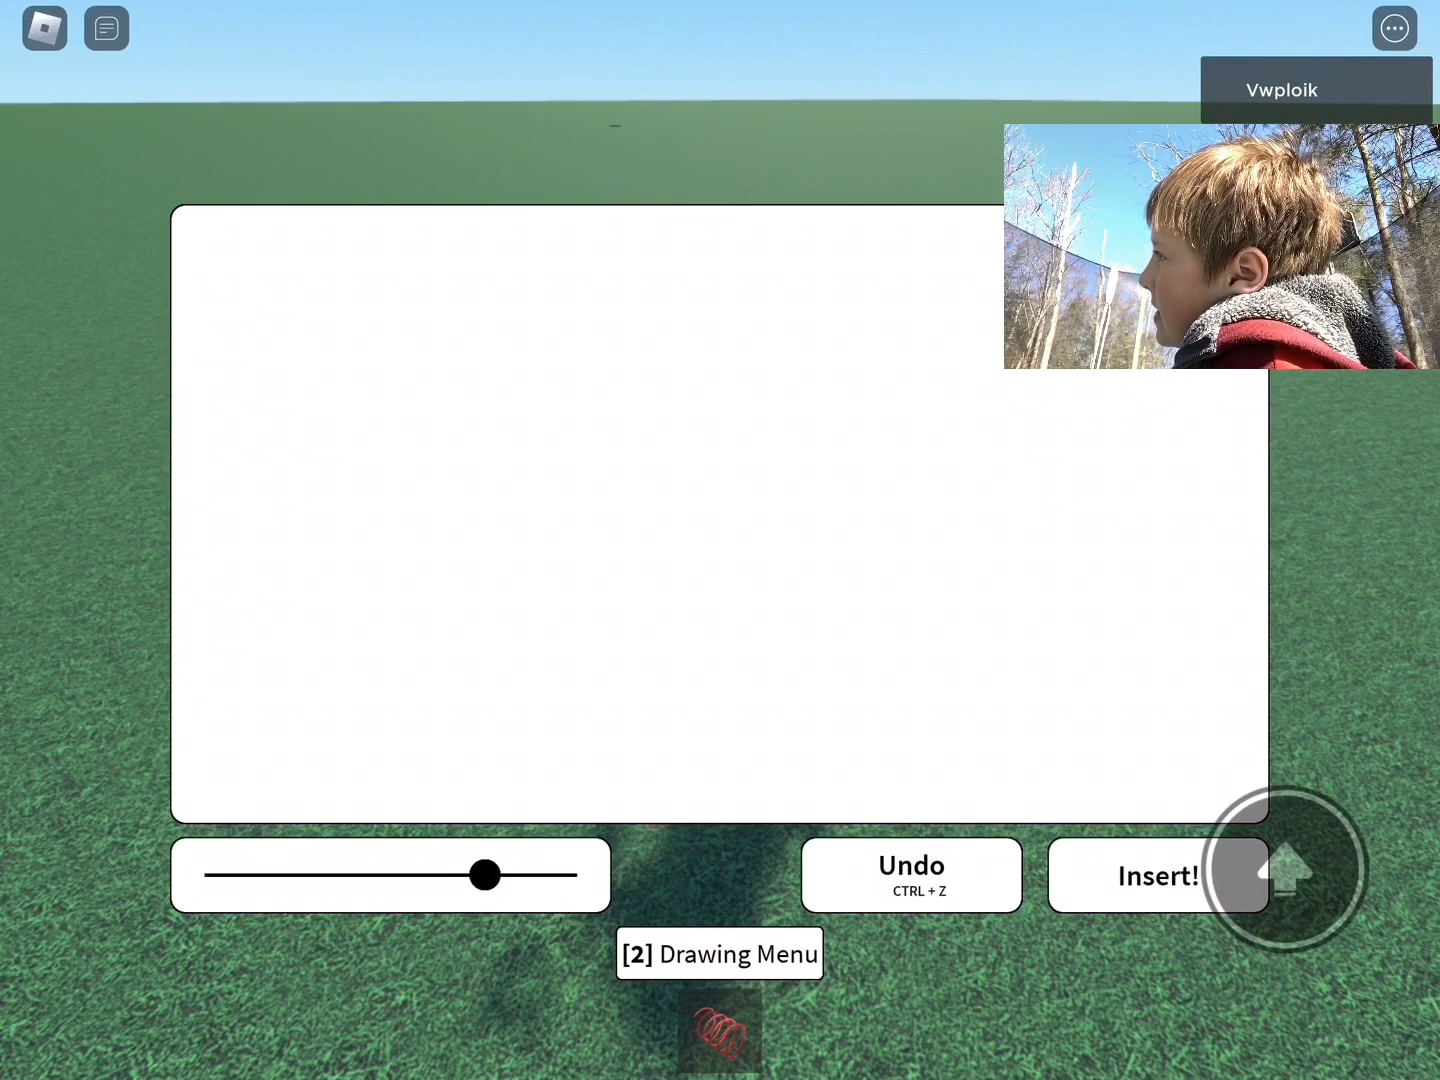 Vwploik
Undo
CTRL + Z
Insert!
[2] Drawing Menu